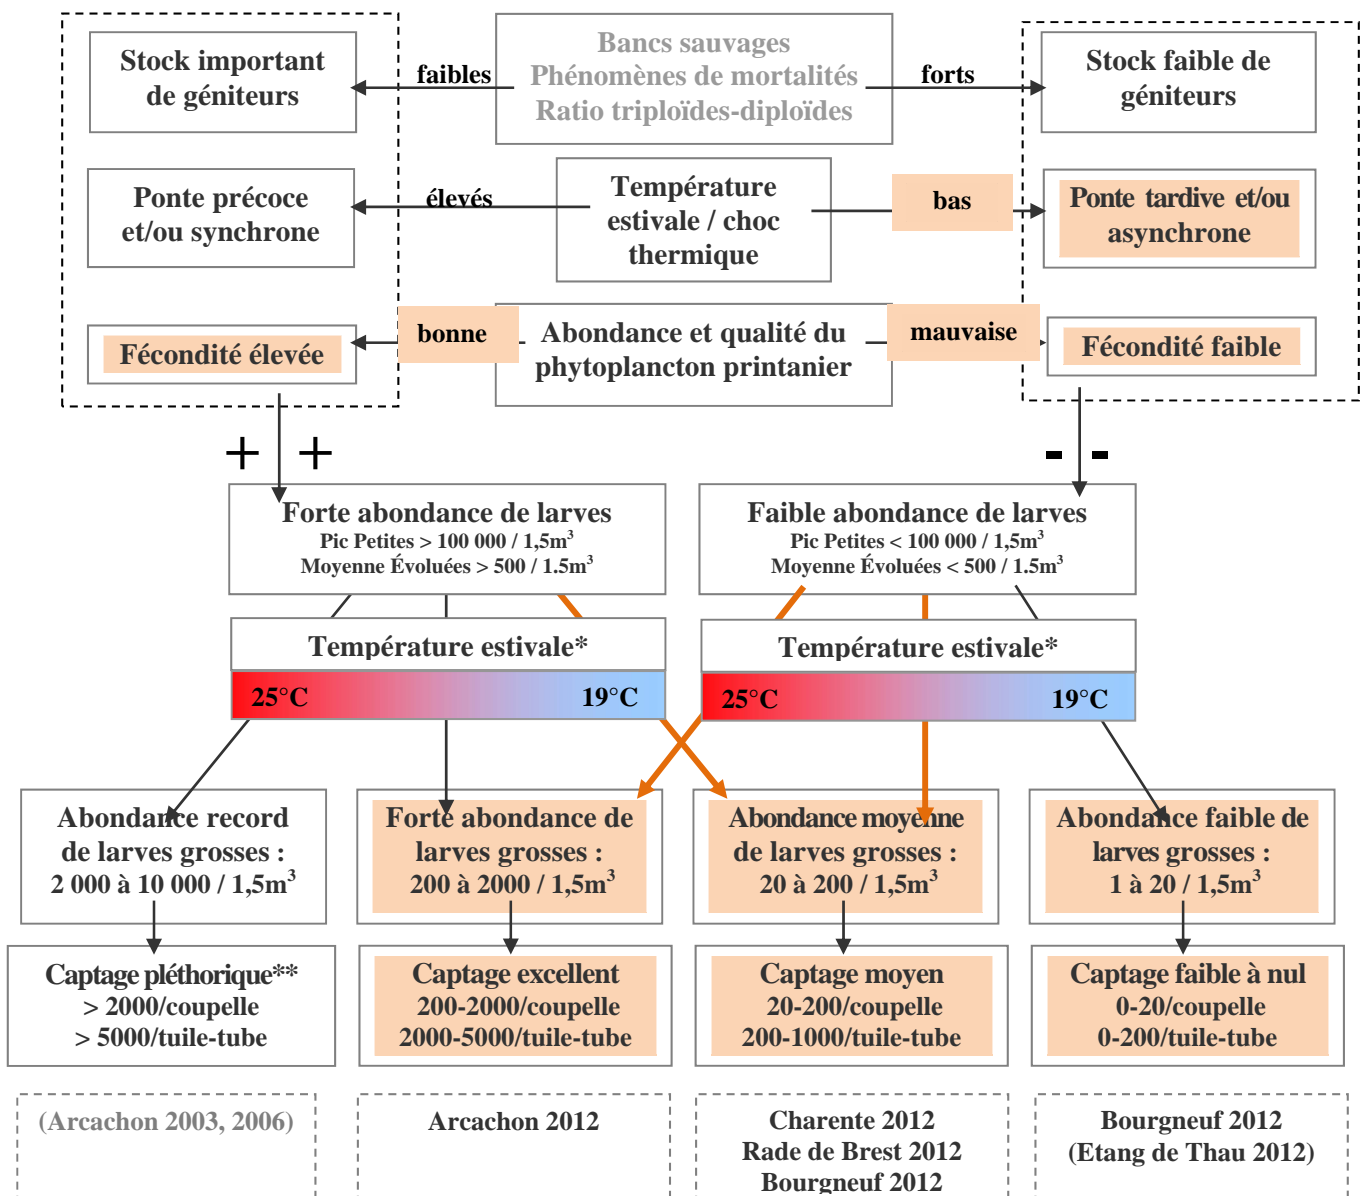 Stock important
de géniteurs
faibles
Bancs sauvages
Phénomènes de mortalités
Ratio triploïdes-diploïdes
forts
Stock faible de
géniteurs
Ponte précoce
et/ou synchrone
élevés
Température
estivale / choc
thermique
bas
Ponte tardive et/ou
asynchrone
Fécondité élevée
bonne
Abondance et qualité du
phytoplancton printanier
mauvaise
Fécondité faible
+ +
- -
Forte abondance de larves
Pic Petites > 100 000 / 1,5m³
Moyenne Évoluées > 500 / 1.5m³
Faible abondance de larves
Pic Petites < 100 000 / 1,5m³
Moyenne Évoluées < 500 / 1.5m³
Température estivale*
25°C 19°C
Température estivale*
25°C 19°C
Abondance record
de larves grosses :
2 000 à 10 000 / 1,5m³
Forte abondance de
larves grosses :
200 à 2000 / 1,5m³
Abondance moyenne
de larves grosses :
20 à 200 / 1,5m³
Abondance faible de
larves grosses :
1 à 20 / 1,5m³
Captage pléthorique**
> 2000/coupelle
> 5000/tuile-tube
Captage excellent
200-2000/coupelle
2000-5000/tuile-tube
Captage moyen
20-200/coupelle
200-1000/tuile-tube
Captage faible à nul
0-20/coupelle
0-200/tuile-tube
(Arcachon 2003, 2006)
Arcachon 2012
Charente 2012
Rade de Brest 2012
Bourgneuf 2012
Bourgneuf 2012
(Etang de Thau 2012)